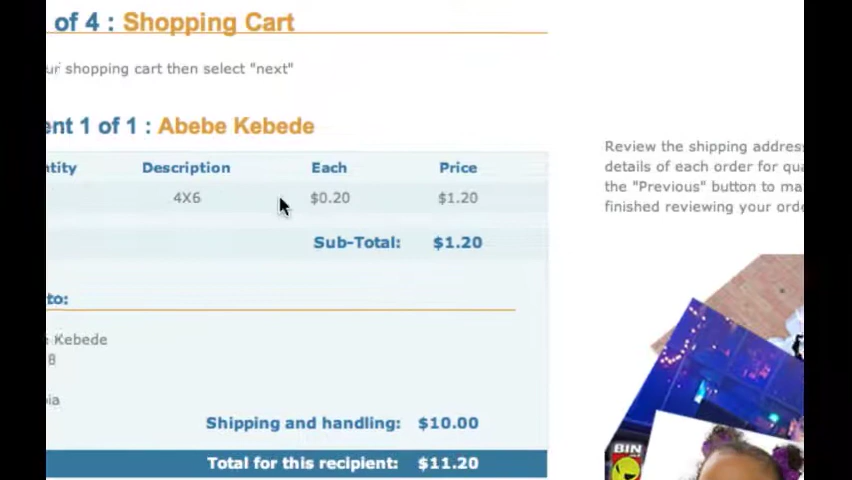 of 4 : Shopping Cart
shopping cart then select "next"
ent 1 of 1 : Abebe Kebede
ntity Description Each Price
4X6 $0.20 $1.20
Sub-Total: $1.20
to:
Kebede
8
ia
Shipping and handling: $10.00
Total for this recipient: $11.20
Review the shipping address
details of each order for qua
the "Previous" button to ma
finished reviewing your orde
BIN